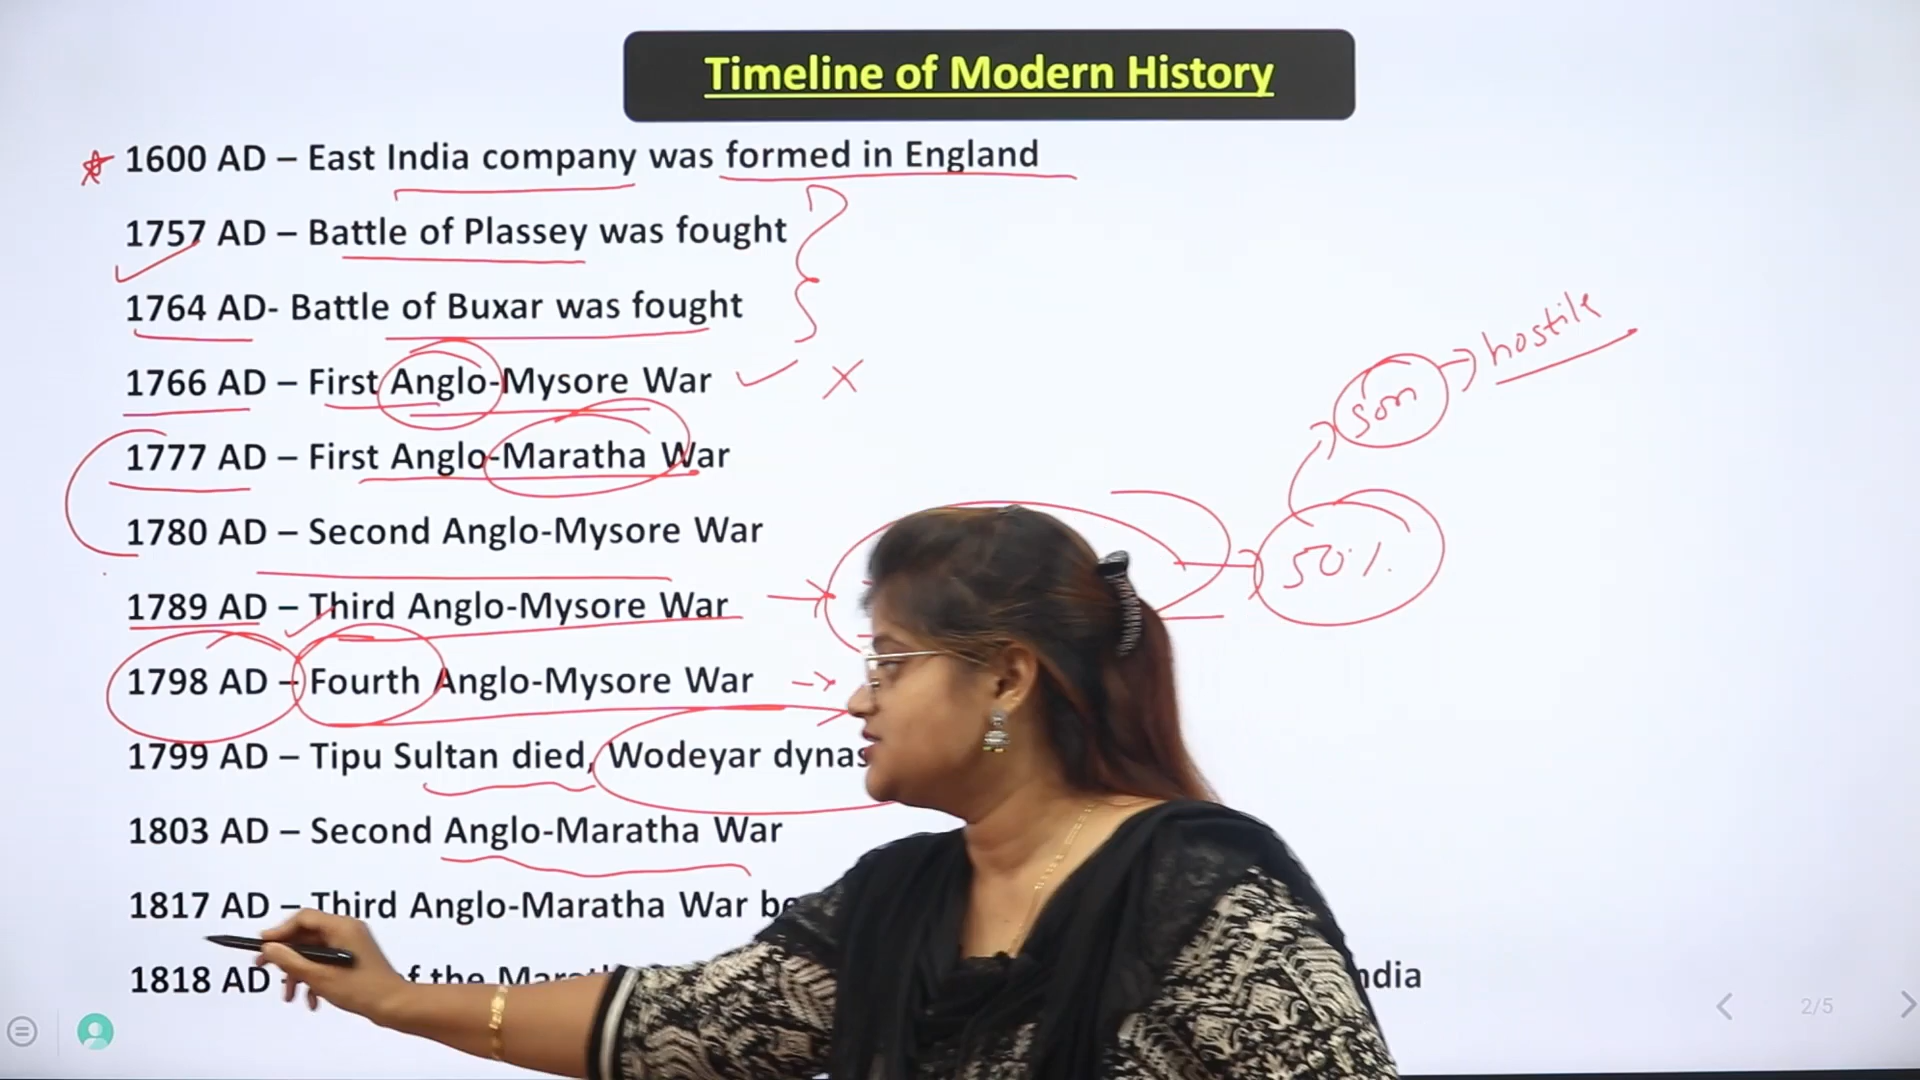 Timeline of Modern History
1600 AD – East India company was formed in England
1757 AD – Battle of Plassey was fought
1764 AD- Battle of Buxar was fought
1766 AD – First Anglo-Mysore War
1777 AD – First Anglo-Maratha War
1780 AD – Second Anglo-Mysore War
1789 AD – Third Anglo-Mysore War
1798 AD – Fourth Anglo-Mysore War
1799 AD – Tipu Sultan died, Wodeyar
1803 AD – Second Anglo-Maratha War
1817 AD – Third Anglo-Maratha War
1818 AD of the
son
hostile
50%
2/5